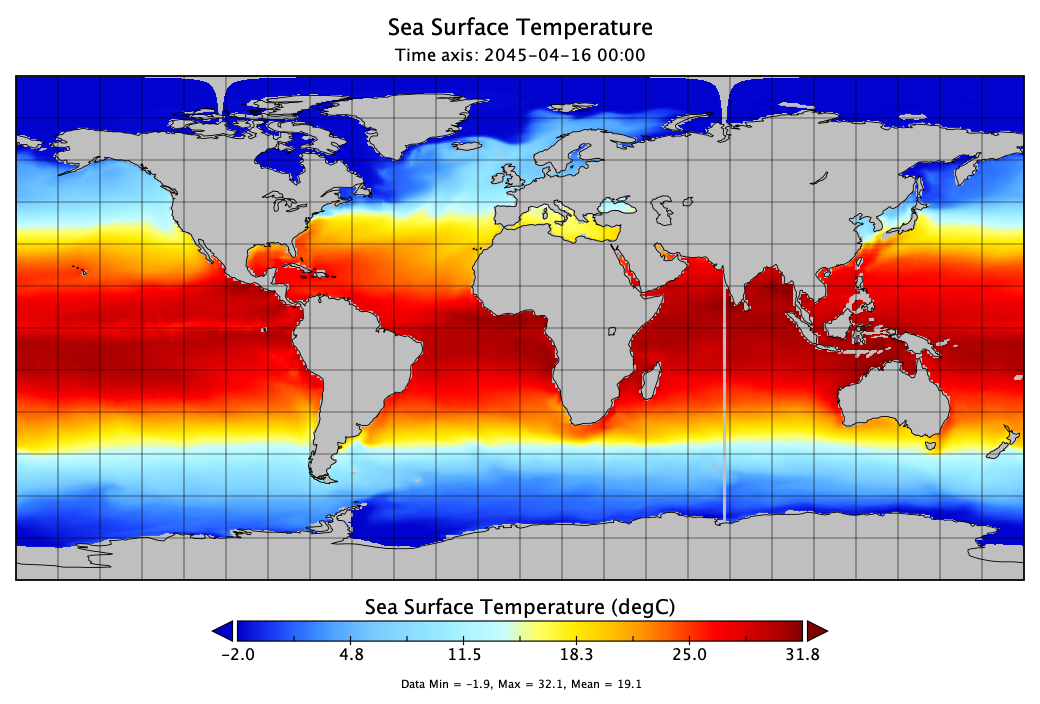 Sea Surface Temperature
Time axis: 2045-04-16 00:00
Sea Surface Temperature (degC)
-2.0 4.8 11.5 18.3 25.0 31.8
Data Min = -1.9, Max = 32.1, Mean = 19.1